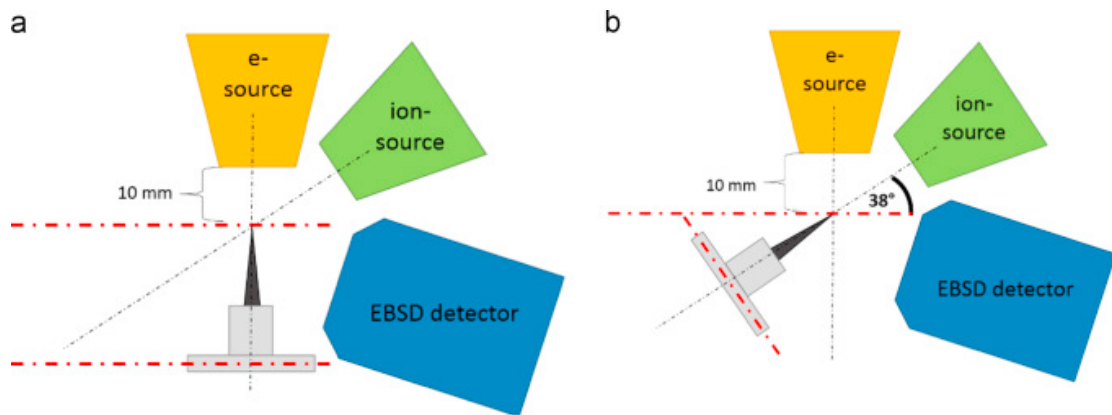 a
e-
source
ion-
source
10 mm
EBSD detector
b
e-
source
ion-
source
10 mm
38°
EBSD detector